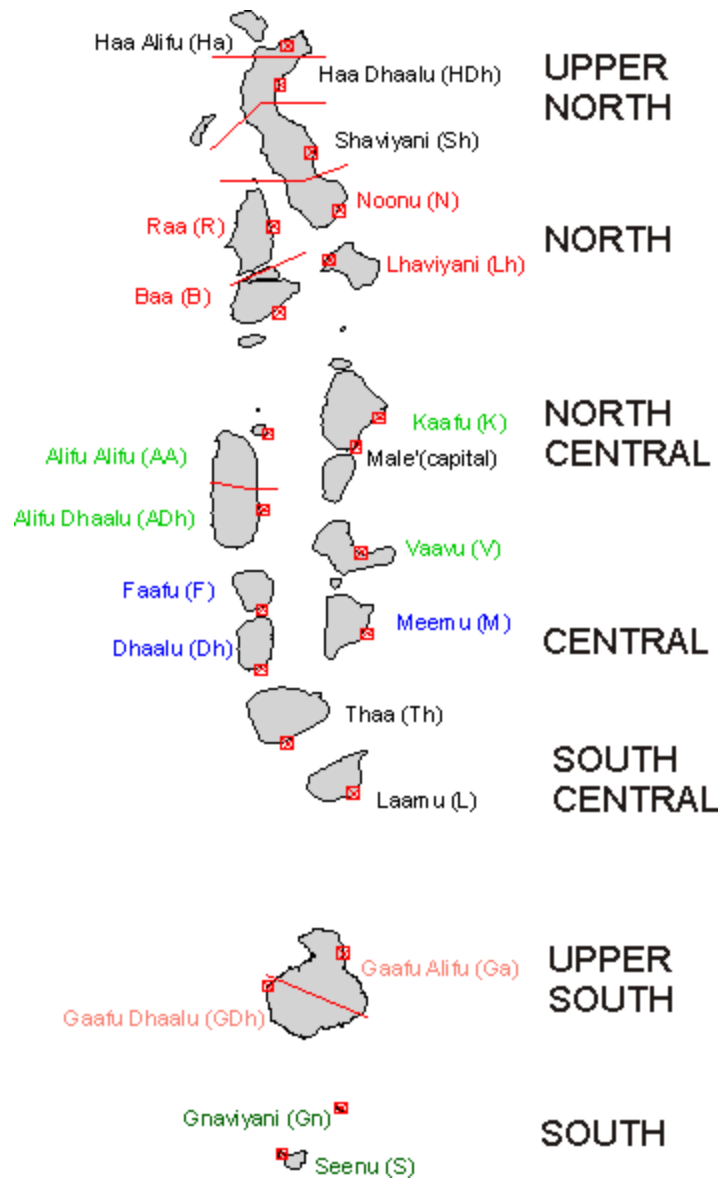 Haa Alifu (Ha)
Haa Dhaalu (HDh)
UPPER
NORTH
Shaviyani (Sh)
Noonu (N)
Raa (R)
NORTH
Lhaviyani (Lh)
Baa (B)
Kaafu (K)
NORTH
CENTRAL
Alifu Alifu (AA)
Male'(capital)
Alifu Dhaalu (ADh)
Vaavu (V)
Faafu (F)
Meemu (M)
Dhaalu (Dh)
CENTRAL
Thaa (Th)
SOUTH
CENTRAL
Laamu (L)
UPPER
SOUTH
Gaafu Alifu (Ga)
Gaafu Dhaalu (GDh)
Gnaviyani (Gn)
SOUTH
Seenu (S)